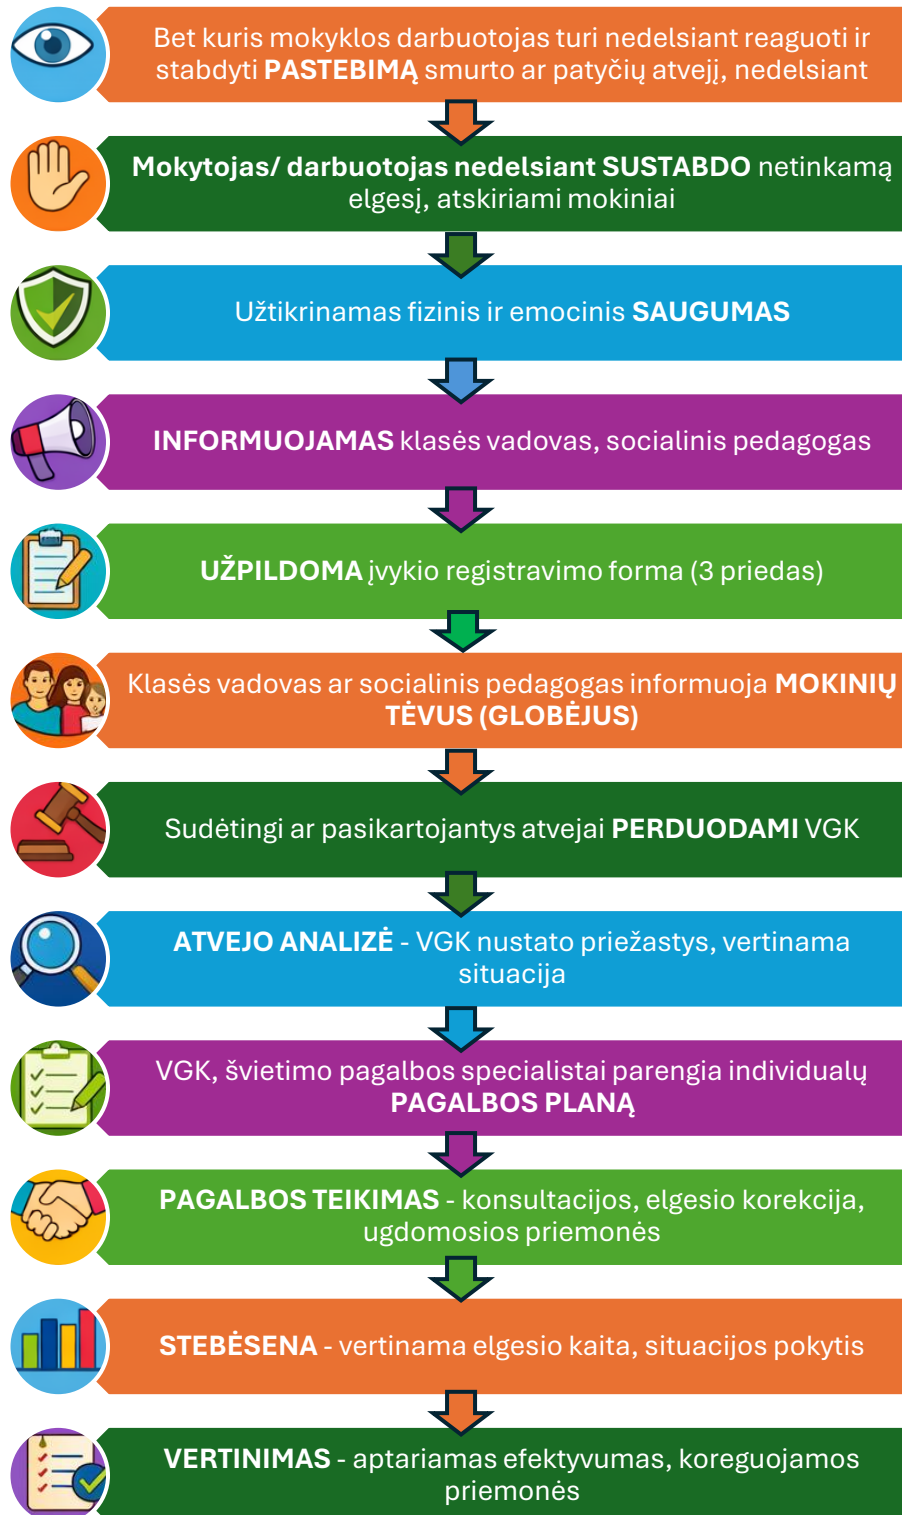 Bet kuris mokyklos darbuotojas turi nedelsiant reaguoti ir
stabdyti PASTEBIMĄ smurto ar patyčių atvejį, nedelsiant
Mokytojas/ darbuotojas nedelsiant SUSTABDO netinkamą
elgesį, atskiriami mokiniai
Užtikrinamas fizinis ir emocinis SAUGUMAS
INFORMUOJAMAS klasės vadovas, socialinis pedagogas
UŽPILDOMA įvykio registravimo forma (3 priedas)
Klasės vadovas ar socialinis pedagogas informuoja MOKINIŲ
TĖVUS (GLOBĖJUS)
Sudėtingi ar pasikartojantys atvejai PERDUODAMI VGK
ATVEJO ANALIZĖ - VGK nustato priežastys, vertinama
situacija
VGK, švietimo pagalbos specialistai parengia individualų
PAGALBOS PLANĄ
PAGALBOS TEIKIMAS - konsultacijos, elgesio korekcija,
ugdomosios priemonės
STEBĖSENA - vertinama elgesio kaita, situacijos pokytis
VERTINIMAS - aptariamas efektyvumas, koreguojamos
priemonės